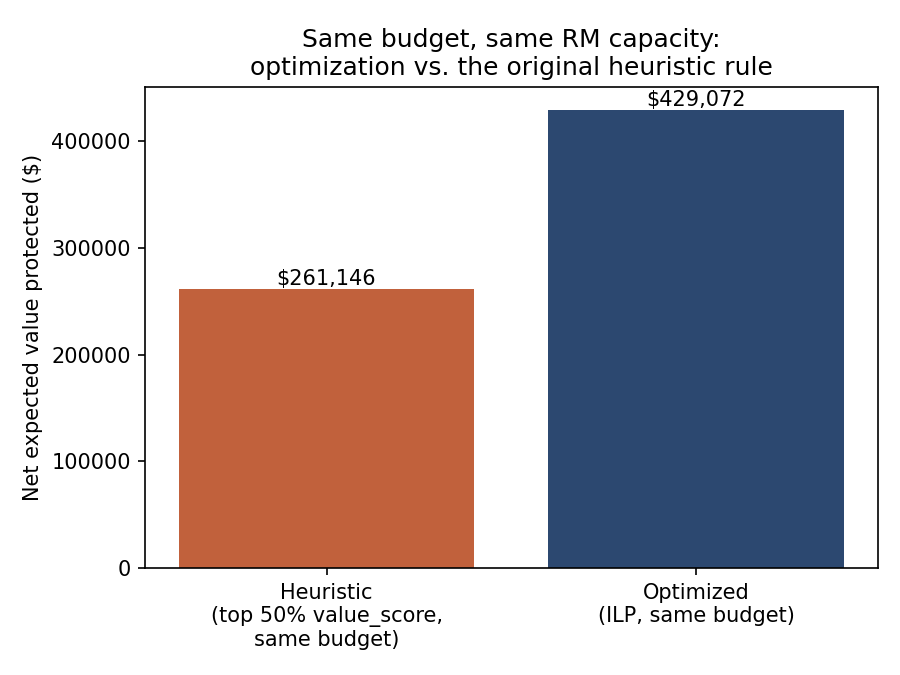 Same budget, same RM capacity:
optimization vs. the original heuristic rule
Net expected value protected ($)
400000
300000
200000
100000
0
$261,146
$429,072
Heuristic
(top 50% value_score,
same budget)
Optimized
(ILP, same budget)